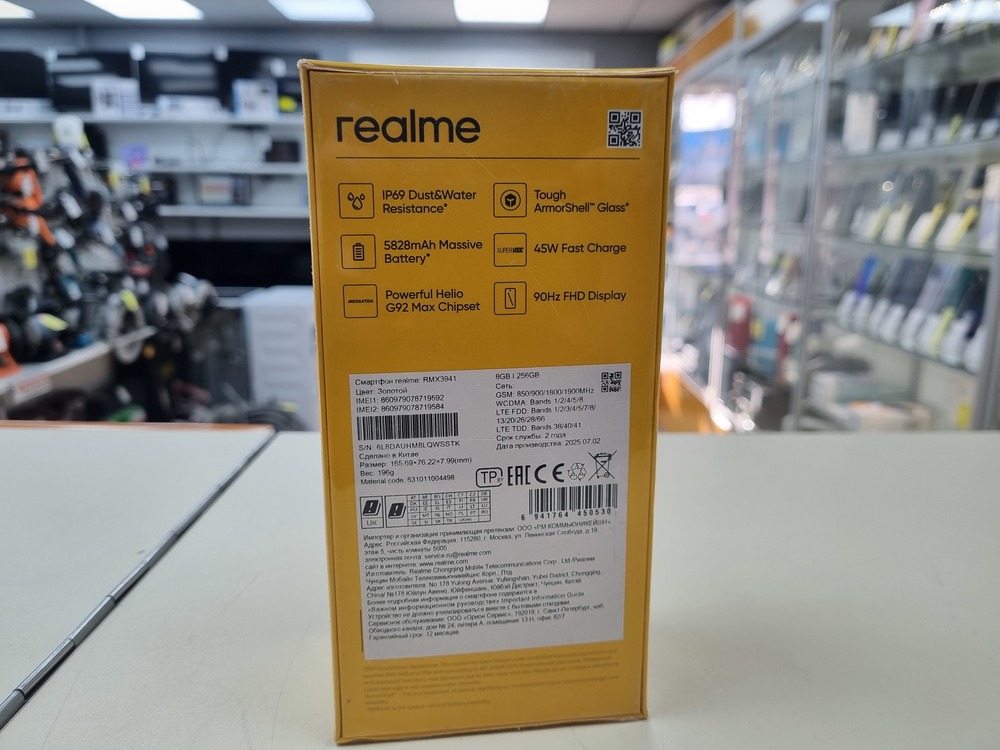 realme
IP69 Dust&Water
Resistance*
Tough
ArmorShell™ Glass*
5828mAh Massive
Battery*
SUPERVOOC
45W Fast Charge
MEDIATEK
Powerful Helio
G92 Max Chipset
90Hz FHD Display
Смартфон realme: RMX3941
Цвет: Золотой
IMEI1: 860979078719592
IMEI2: 860979078719584
S/N: 6L8DAUHM8LQWSSTK
Сделано в Китае
Размер: 165.69*76.22*7.99(mm)
Вес: 196g
Material code: 631011004498
8GB | 256GB
Сеть:
GSM: 850/900/1800/1900MHz
WCDMA: Bands 1/2/4/5/8
LTE FDD: Bands 1/2/3/4/5/7/8/
13/20/26/28/66
LTE TDD: Bands 38/40/41
Срок службы: 2 года
Дата производства: 2025.07.02
TP BY EAC CE
UK
6 941764 450530
Импортер и организация принимающая претензии: ООО «РМ КОММЬЮНИКЕЙШН»
Адрес: Российская Федерация, 115280, г. Москва, ул. Ленинская Слобода, д.19,
этаж 5, часть комнаты 5005
электронная почта: service.ru@realme.com
сайт в интернете: www.realme.com
Изготовитель: Realme Chongqing Mobile Telecommunications Corp., Ltd./Риалми
Чунцин Мобайл Телекоммьюникейшнс Корп., Лтд
Адрес изготовителя: No.178 Yulong Avenue, Yufengshan, Yubei District, Chongqing,
China/ №178 Юйлун Авеню, Юйфеншан, Юйбэй Дистрикт, Чунцин, Китай
Более подробная информация о смартфоне содержится в
«Важном информационном руководстве» Important Information Guide
Устройство не должно утилизироваться вместе с бытовыми отходами.
Сервисный центр: ООО «Орион Сервис», 192019, г. Санкт-Петербург, наб.
Обводного канала, дом № 24, литера А, помещение 13-Н, офис 82/7
Гарантийный срок: 12 месяцев